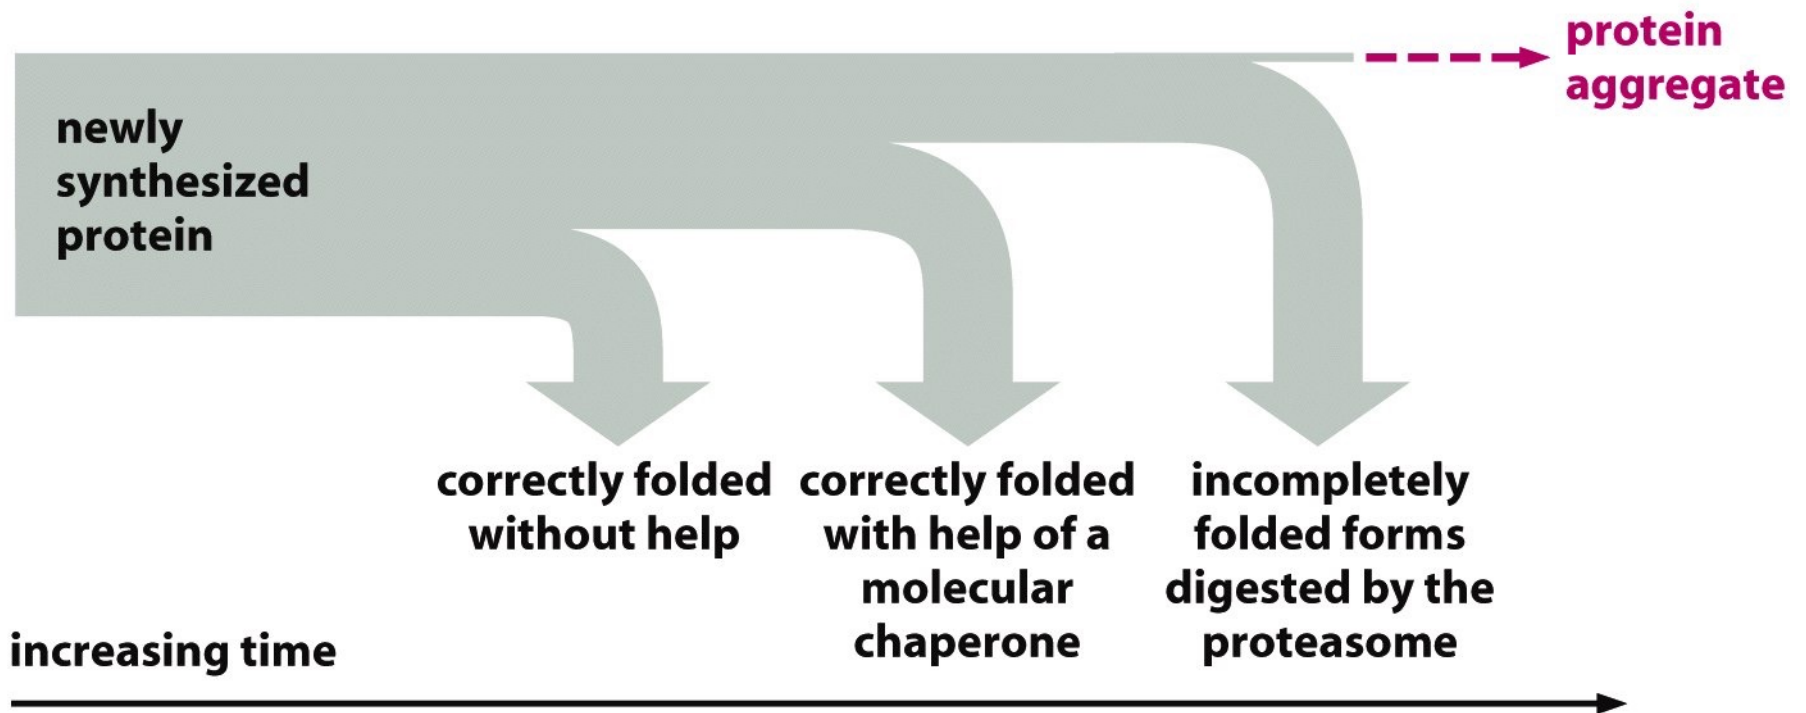 protein
aggregate
newly
synthesized
protein
correctly folded
without help
correctly folded
with help of a
molecular
chaperone
incompletely
folded forms
digested by the
proteasome
increasing time